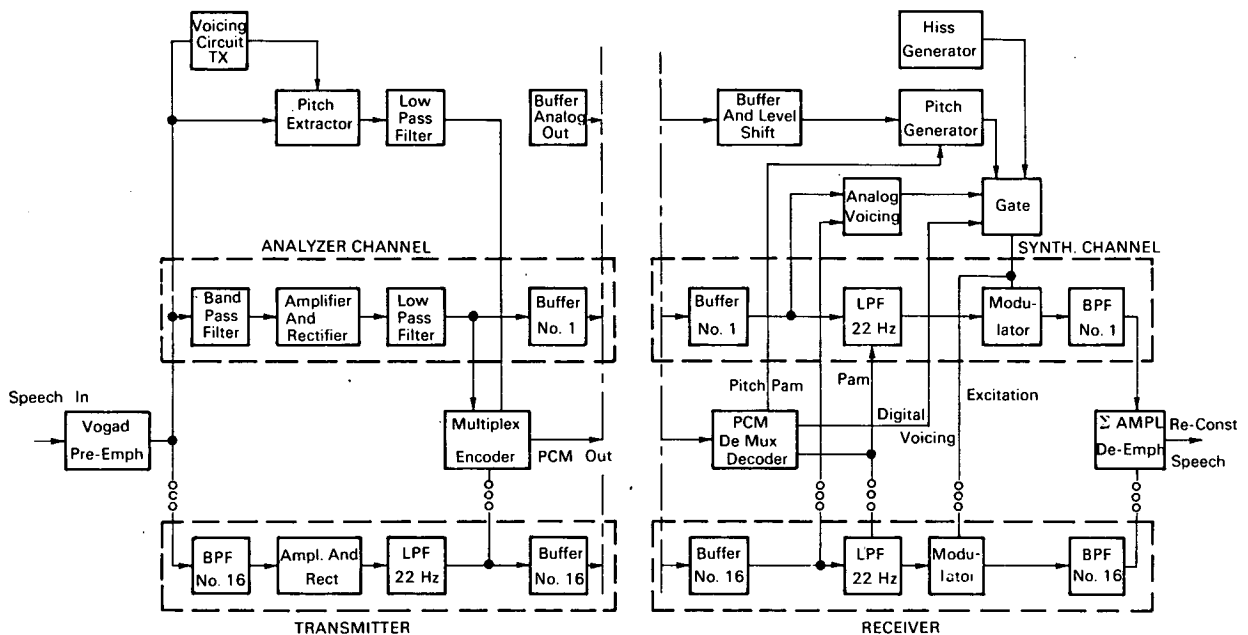 Voicing
Circuit
TX
Pitch
Extractor
Low
Pass
Filter
Buffer
Analog
Out
Buffer
And Level
Shift
Pitch
Generator
Hiss
Generator
Analog
Voicing
Gate
ANALYZER CHANNEL
SYNTH. CHANNEL
Band
Pass
Filter
Amplifier
And
Rectifier
Low
Pass
Filter
Buffer
No. 1
Buffer
No. 1
LPF
22 Hz
Modu-
lator
BPF
No. 1
Speech In
Vogad
Pre-Emph
Multiplex
Encoder
PCM Out
Pitch Pam
Pam
PCM
De Mux
Decoder
Digital
Voicing
Excitation
Σ AMPL
De-Emph
Re-Const
Speech
BPF
No. 16
Ampl. And
Rect
LPF
22 Hz
Buffer
No. 16
Buffer
No. 16
LPF
22 Hz
Modu-
lator
BPF
No. 16
TRANSMITTER
RECEIVER